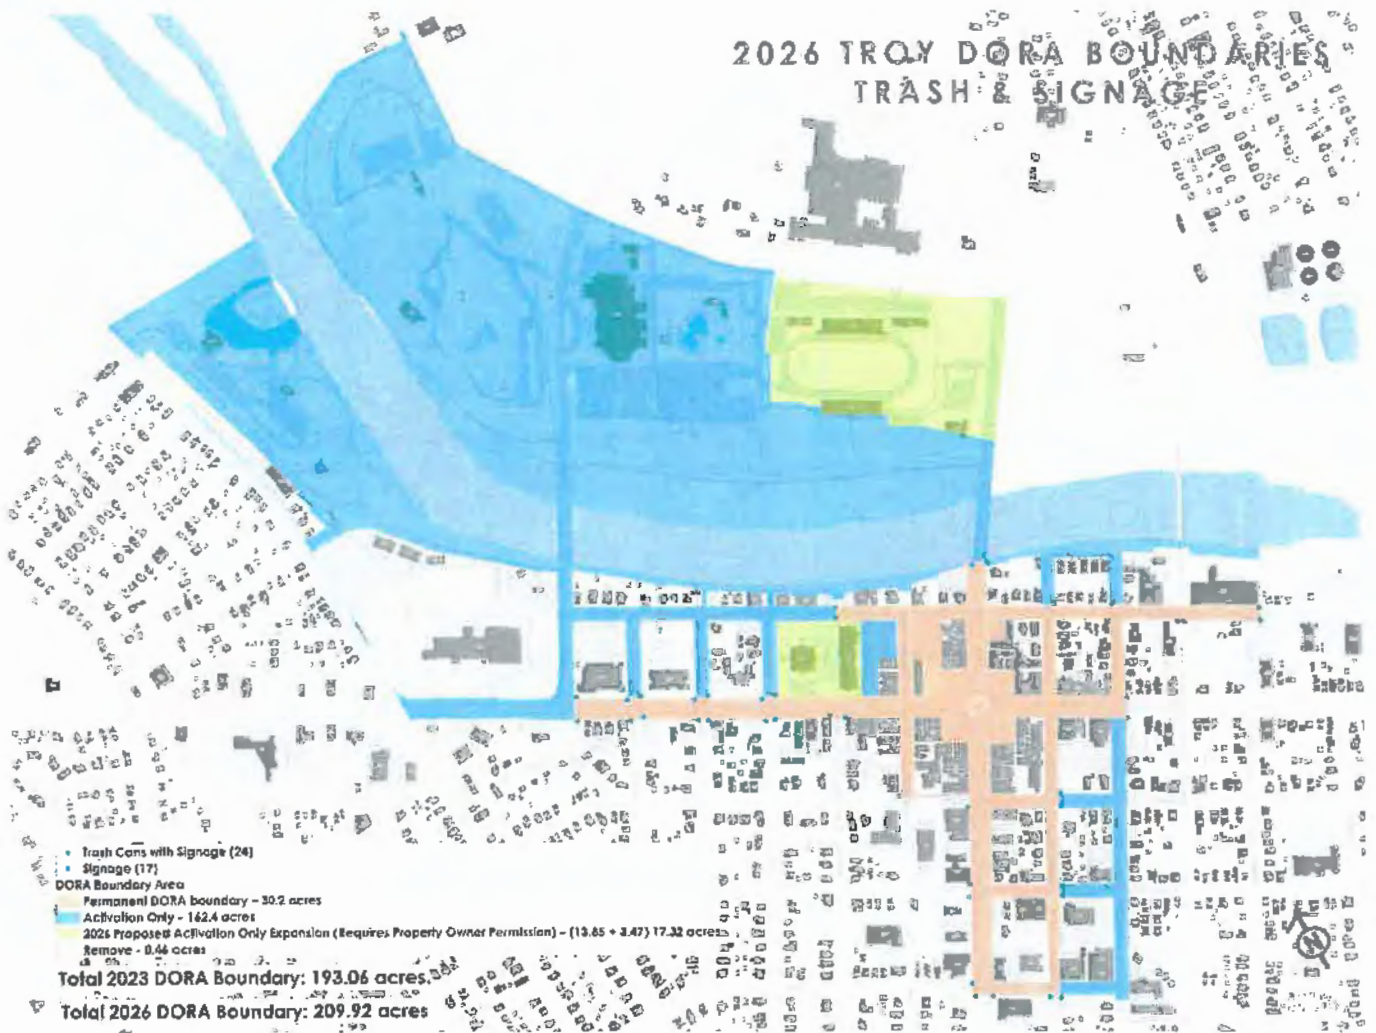 2026 TROY DORA BOUNDARIES
TRASH & SIGNAGE
Trash Cans with Signage (24)
Signage (17)
DORA Boundary Area
Permanent DORA boundary - 30.2 acres
Activation Only - 162.4 acres
2026 Proposed Activation Only Expansion (Requires Property Owner Permission) - (13.85 + 3.47) 17.32 acres
Remove - 0.46 acres
Total 2023 DORA Boundary: 193.06 acres
Total 2026 DORA Boundary: 209.92 acres
N